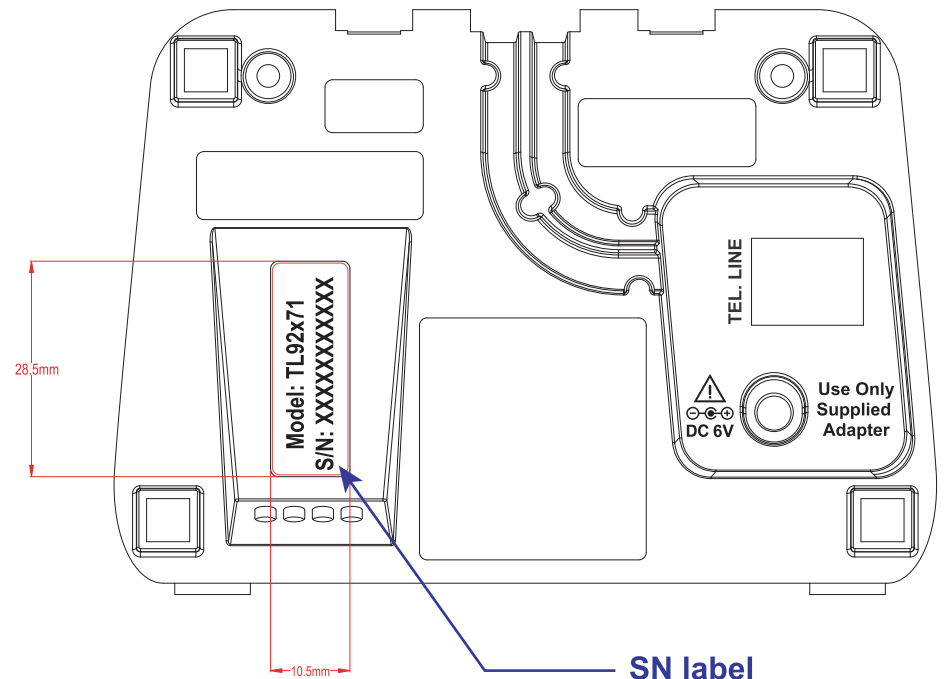 TEL. LINE
28.5mm
Model: TL92x71
S/N: XXXXXXXXXXX
DC 6V
Use Only
Supplied
Adapter
10.5mm
SN label